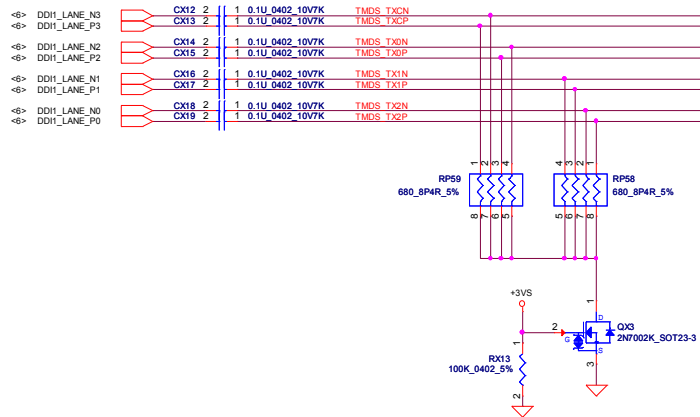 <6> DDI1_LANE_N3 CX12 2 1 0.1U_0402_10V7K TMDS_TXCN
<6> DDI1_LANE_P3 CX13 2 1 0.1U_0402_10V7K TMDS_TXCP
<6> DDI1_LANE_N2 CX14 2 1 0.1U_0402_10V7K TMDS_TX0N
<6> DDI1_LANE_P2 CX15 2 1 0.1U_0402_10V7K TMDS_TX0P
<6> DDI1_LANE_N1 CX16 2 1 0.1U_0402_10V7K TMDS_TX1N
<6> DDI1_LANE_P1 CX17 2 1 0.1U_0402_10V7K TMDS_TX1P
<6> DDI1_LANE_N0 CX18 2 1 0.1U_0402_10V7K TMDS_TX2N
<6> DDI1_LANE_P0 CX19 2 1 0.1U_0402_10V7K TMDS_TX2P
1 2 3 4 4 3 2 1
RP59 RP58
680_8P4R_5% 680_8P4R_5%
8 7 6 5 5 6 7 8
+3VS
1
D
2
G
QX3
2N7002K_SOT23-3
S
1
RX13
100K_0402_5%
3
2